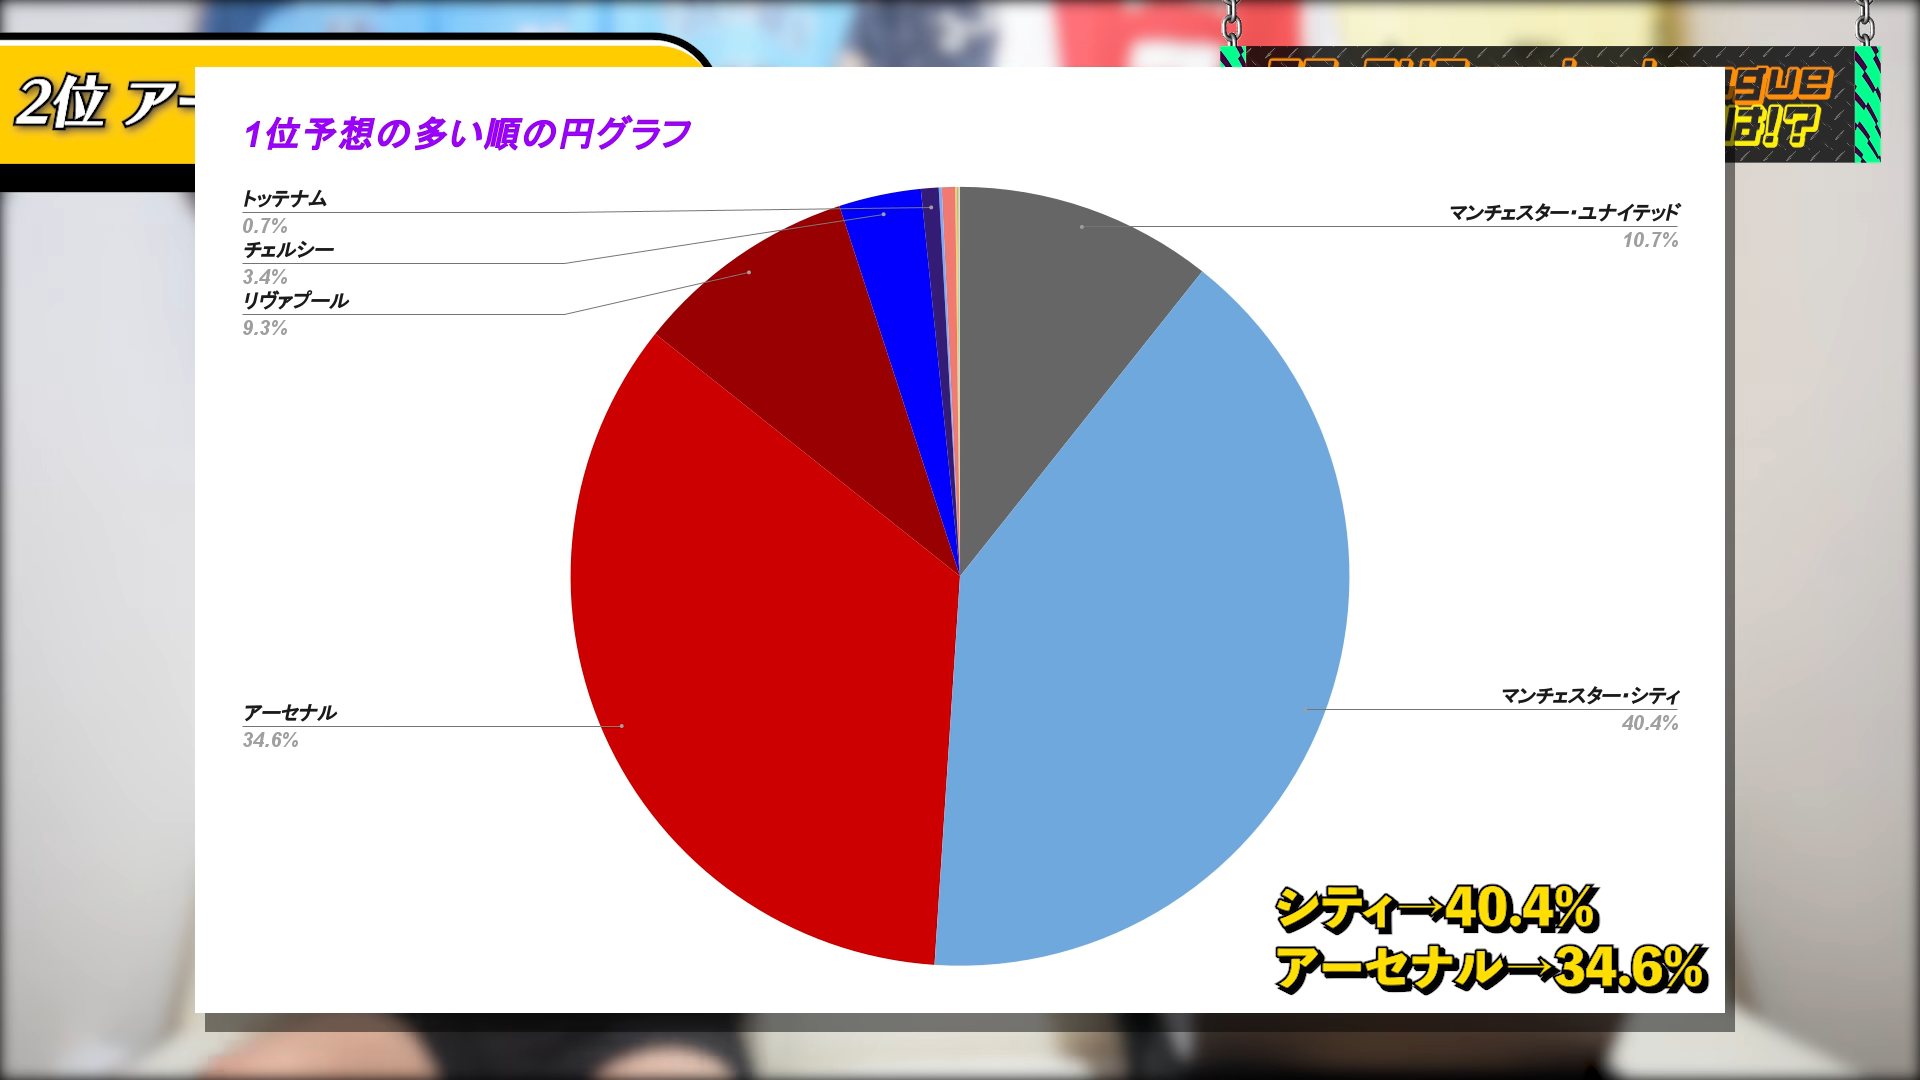 2位 アー
gue
は!?
1位予想の多い順の円グラフ
トッテナム
0.7%
チェルシー
3.4%
リヴァプール
9.3%
マンチェスター・ユナイテッド
10.7%
アーセナル
34.6%
マンチェスター・シティ
40.4%
シティ→40.4%
アーセナル→34.6%